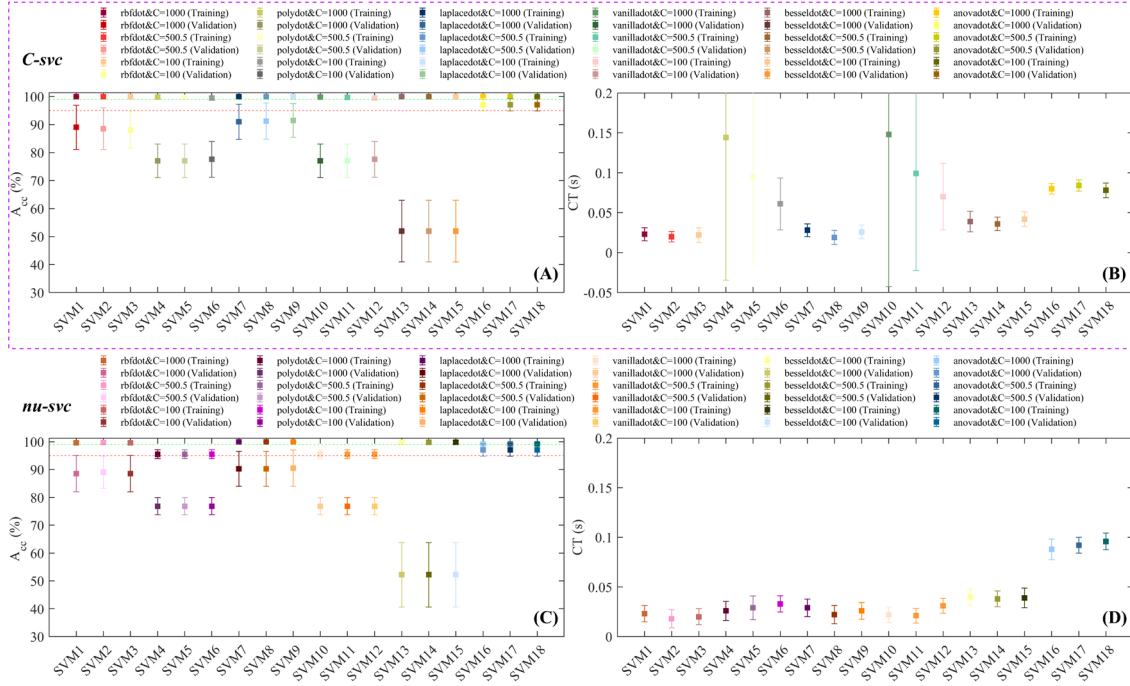 rbfdot&C=1000 (Training) polydot&C=1000 (Training) laplacedot&C=1000 (Training) vanilladot&C=1000 (Training) besseldot&C=1000 (Training) anovadot&C=1000 (Training)
rbfdot&C=1000 (Validation) polydot&C=1000 (Validation) laplacedot&C=1000 (Validation) vanilladot&C=1000 (Validation) besseldot&C=1000 (Validation) anovadot&C=1000 (Validation)
rbfdot&C=500.5 (Training) polydot&C=500.5 (Training) laplacedot&C=500.5 (Training) vanilladot&C=500.5 (Training) besseldot&C=500.5 (Training) anovadot&C=500.5 (Training)
rbfdot&C=500.5 (Validation) polydot&C=500.5 (Validation) laplacedot&C=500.5 (Validation) vanilladot&C=500.5 (Validation) besseldot&C=500.5 (Validation) anovadot&C=500.5 (Validation)
C-svc
rbfdot&C=100 (Training) polydot&C=100 (Training) laplacedot&C=100 (Training) vanilladot&C=100 (Training) besseldot&C=100 (Training) anovadot&C=100 (Training)
rbfdot&C=100 (Validation) polydot&C=100 (Validation) laplacedot&C=100 (Validation) vanilladot&C=100 (Validation) besseldot&C=100 (Validation) anovadot&C=100 (Validation)
100
90
80
70
60
50
40
30
Acc (%)
(A)
SVM1 SVM2 SVM3 SVM4 SVM5 SVM6 SVM7 SVM8 SVM9 SVM10 SVM11 SVM12 SVM13 SVM14 SVM15 SVM16 SVM17 SVM18
0.2
0.15
0.1
0.05
0
-0.05
CT (s)
(B)
SVM1 SVM2 SVM3 SVM4 SVM5 SVM6 SVM7 SVM8 SVM9 SVM10 SVM11 SVM12 SVM13 SVM14 SVM15 SVM16 SVM17 SVM18
rbfdot&C=1000 (Training) polydot&C=1000 (Training) laplacedot&C=1000 (Training) vanilladot&C=1000 (Training) besseldot&C=1000 (Training) anovadot&C=1000 (Training)
rbfdot&C=1000 (Validation) polydot&C=1000 (Validation) laplacedot&C=1000 (Validation) vanilladot&C=1000 (Validation) besseldot&C=1000 (Validation) anovadot&C=1000 (Validation)
rbfdot&C=500.5 (Training) polydot&C=500.5 (Training) laplacedot&C=500.5 (Training) vanilladot&C=500.5 (Training) besseldot&C=500.5 (Training) anovadot&C=500.5 (Training)
rbfdot&C=500.5 (Validation) polydot&C=500.5 (Validation) laplacedot&C=500.5 (Validation) vanilladot&C=500.5 (Validation) besseldot&C=500.5 (Validation) anovadot&C=500.5 (Validation)
nu-svc
rbfdot&C=100 (Training) polydot&C=100 (Training) laplacedot&C=100 (Training) vanilladot&C=100 (Training) besseldot&C=100 (Training) anovadot&C=100 (Training)
rbfdot&C=100 (Validation) polydot&C=100 (Validation) laplacedot&C=100 (Validation) vanilladot&C=100 (Validation) besseldot&C=100 (Validation) anovadot&C=100 (Validation)
100
90
80
70
60
50
40
30
Acc (%)
(C)
SVM1 SVM2 SVM3 SVM4 SVM5 SVM6 SVM7 SVM8 SVM9 SVM10 SVM11 SVM12 SVM13 SVM14 SVM15 SVM16 SVM17 SVM18
0.2
0.15
0.1
0.05
0
CT (s)
(D)
SVM1 SVM2 SVM3 SVM4 SVM5 SVM6 SVM7 SVM8 SVM9 SVM10 SVM11 SVM12 SVM13 SVM14 SVM15 SVM16 SVM17 SVM18